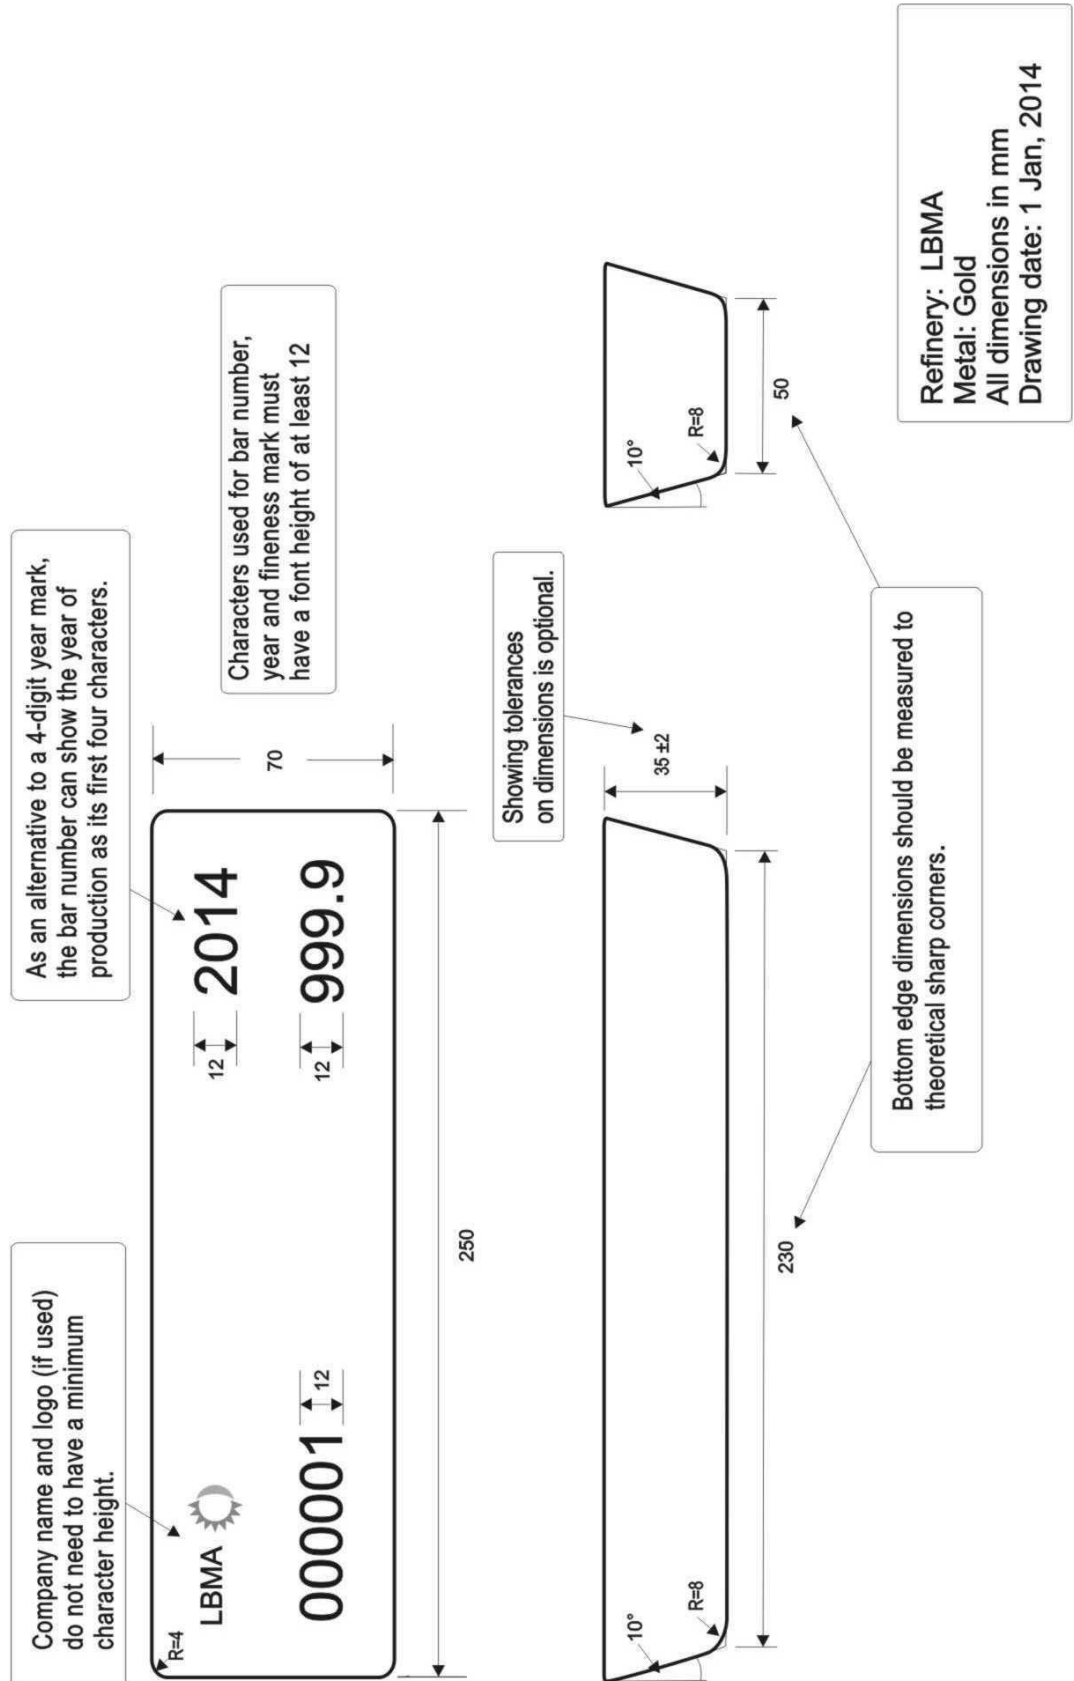 Company name and logo (if used)
do not need to have a minimum
character height.
As an alternative to a 4-digit year mark,
the bar number can show the year of
production as its first four characters.
R=4
LBMA
2014
12
000001
12
999.9
12
70
250
Characters used for bar number,
year and fineness mark must
have a font height of at least 12
Showing tolerances
on dimensions is optional.
35 ±2
10°
R=8
230
10°
R=8
50
Bottom edge dimensions should be measured to
theoretical sharp corners.
Refinery: LBMA
Metal: Gold
All dimensions in mm
Drawing date: 1 Jan, 2014